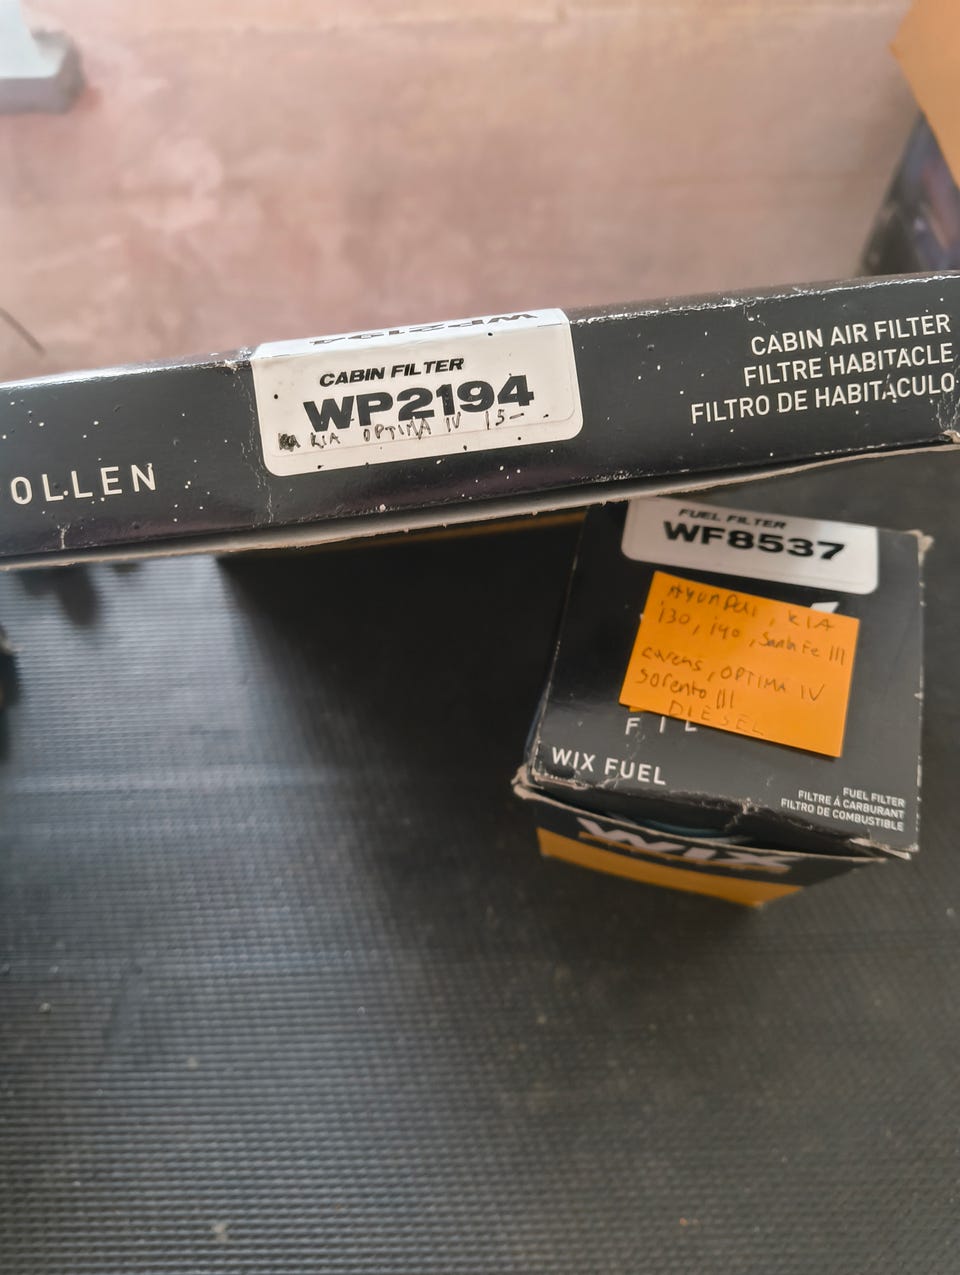 WP2194
CABIN FILTER
WP2194
KIA OPTIMA IV 15-
OLLEN
CABIN AIR FILTER
FILTRE HABITACLE
FILTRO DE HABITÁCULO
FUEL FILTER
WF8537
HYUNDAI, KIA
i30, i40, Santa Fe III
carens, OPTIMA IV
Sorento III
DIESEL
FIL
WIX FUEL
FUEL FILTER
FILTRE À CARBURANT
FILTRO DE COMBUSTIBLE
WIX